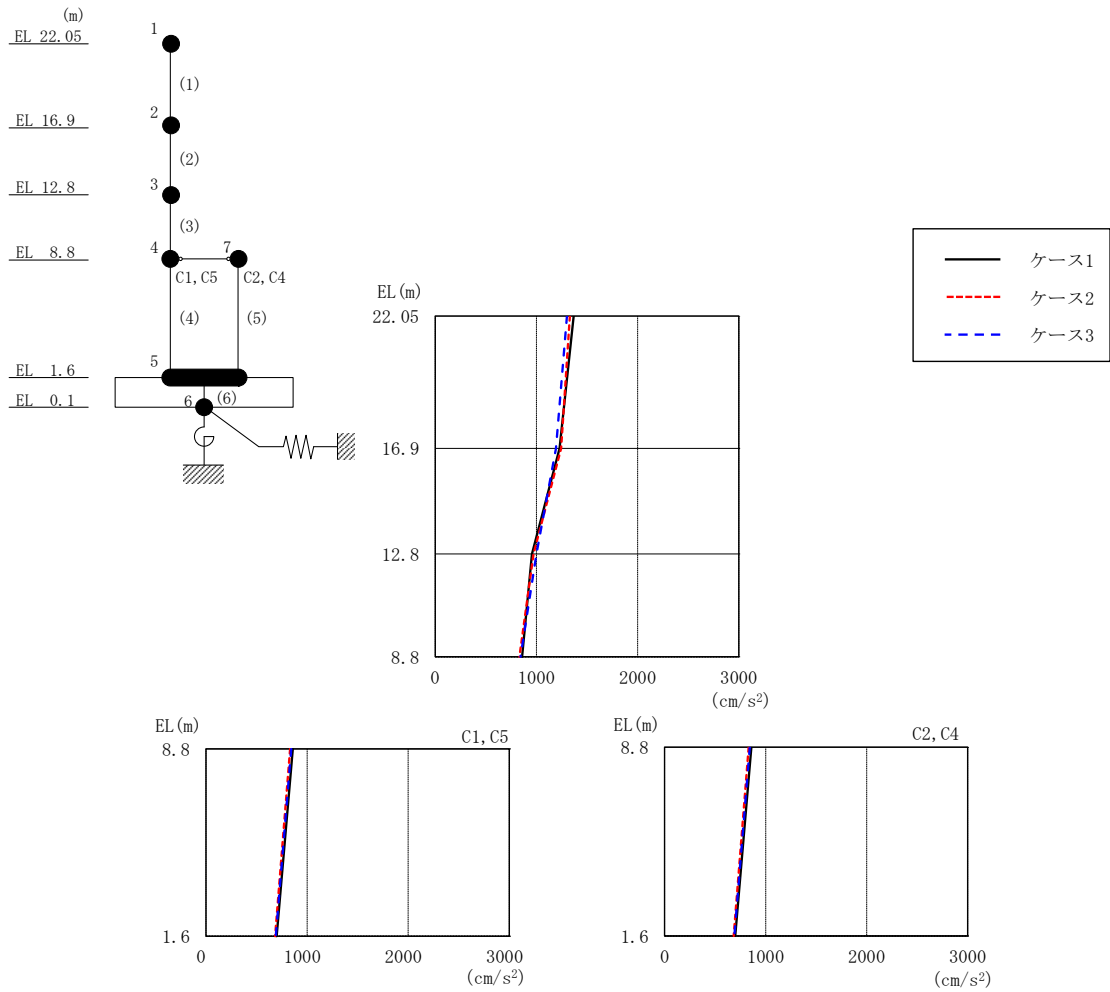 (m)
EL 22.05
1
(1)
EL 16.9
2
(2)
EL 12.8
3
(3)
EL 8.8
4
7
C1,C5
C2,C4
(4)
(5)
EL 1.6
5
EL 0.1
6
(6)
ケース1
ケース2
ケース3
EL(m)
22.05
16.9
12.8
8.8
0 1000 2000 3000
(cm/s²)
EL(m)
C1,C5
8.8
1.6
0 1000 2000 3000
(cm/s²)
EL(m)
C2,C4
8.8
1.6
0 1000 2000 3000
(cm/s²)